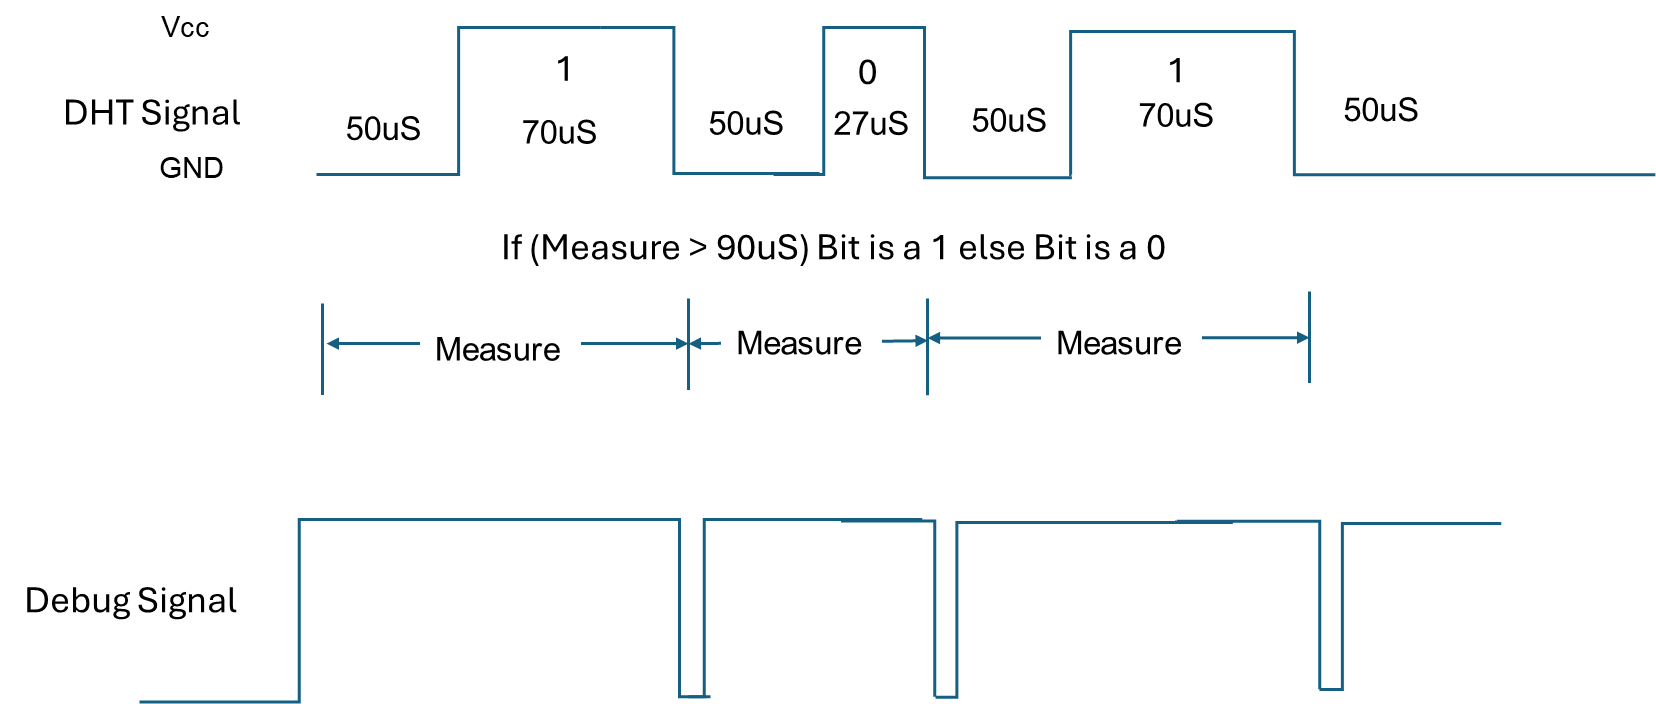 Vcc
1
0
1
DHT Signal
50uS
70uS
50uS
27uS
50uS
70uS
50uS
GND
If (Measure > 90uS) Bit is a 1 else Bit is a 0
Measure
Measure
Measure
Debug Signal